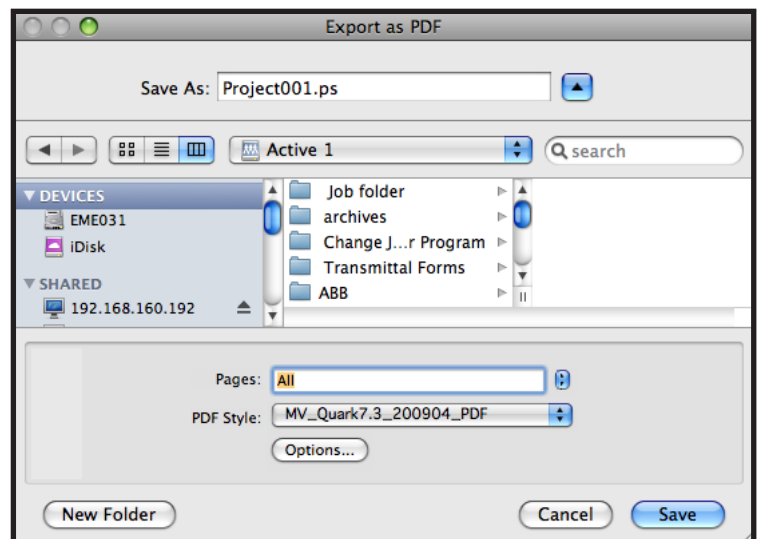 Export as PDF
Save As: Project001.ps
Active 1
search
DEVICES
EME031
iDisk
SHARED
192.168.160.192
Job folder
archives
Change J...r Program
Transmittal Forms
ABB
Pages: All
PDF Style: MV_Quark7.3_200904_PDF
Options...
New Folder
Cancel
Save